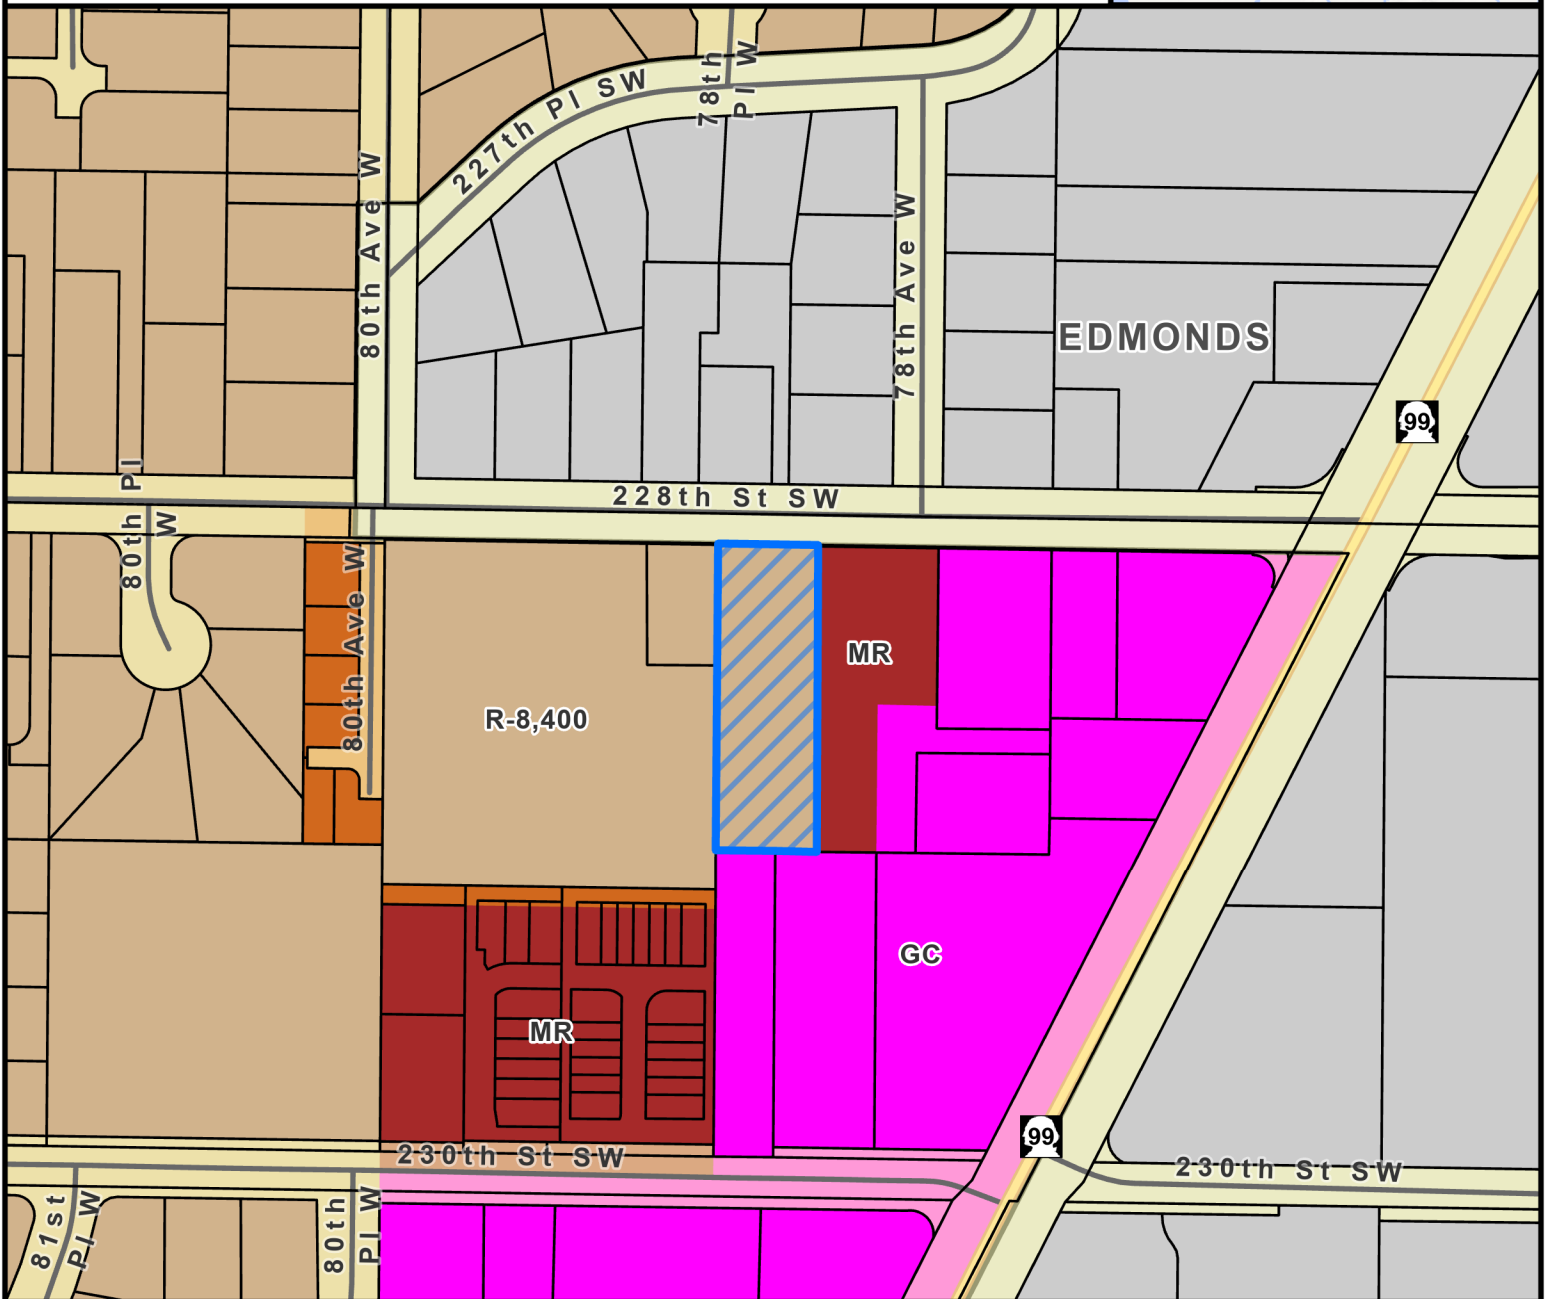 227th Pl SW
78th
Pl W
80th Ave W
78th Ave W
EDMONDS
99
80th Pl
W
228th St SW
80th Ave W
MR
R-8,400
GC
MR
99
230th St SW
230th St SW
81st
Pl W
80th
Pl W